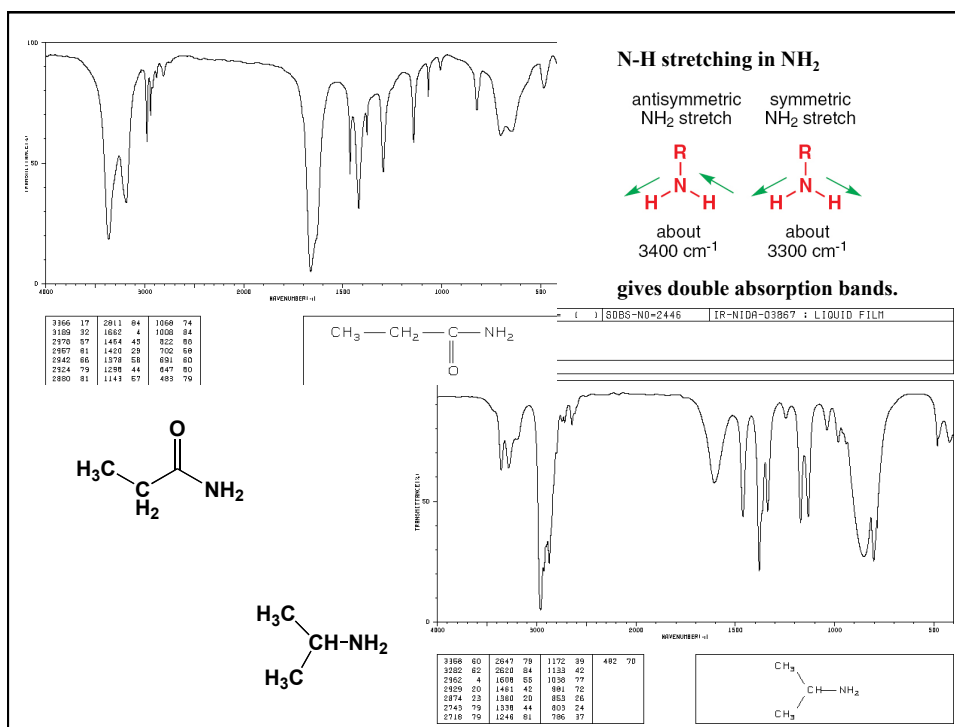 N-H stretching in NH₂
antisymmetric symmetric
NH₂ stretch NH₂ stretch
R R
N N
H H H H
about about
3400 cm⁻¹ 3300 cm⁻¹
gives double absorption bands.
100
50
0
TRANSMITTANCE(%)
4000 3000 2000 1500 1000 500
WAVENUMBER(-1)
3366 17 2811 84 1068 74
3189 32 1662 4 1008 84
2978 57 1464 45 822 68
2957 81 1420 29 702 58
2942 66 1378 58 691 60
2924 79 1298 44 647 60
2880 81 1143 57 483 79
CH₃—CH₂—C—NH₂
O
SDBS-NO=2446 IR-NIDA-03867 : LIQUID FILM
O
H₃C
C
H₂
NH₂
50
0
TRANSMITTANCE(%)
4000 3000 2000 1500 1000 500
WAVENUMBER(-1)
H₃C
CH–NH₂
H₃C
3358 60 2647 79 1172 39 482 70
3282 62 2620 84 1133 42
2962 4 1608 55 1038 77
2929 20 1461 42 981 72
2874 23 1380 20 853 26
2743 79 1338 44 803 24
2718 79 1246 81 786 37
CH₃
CH—NH₂
CH₃